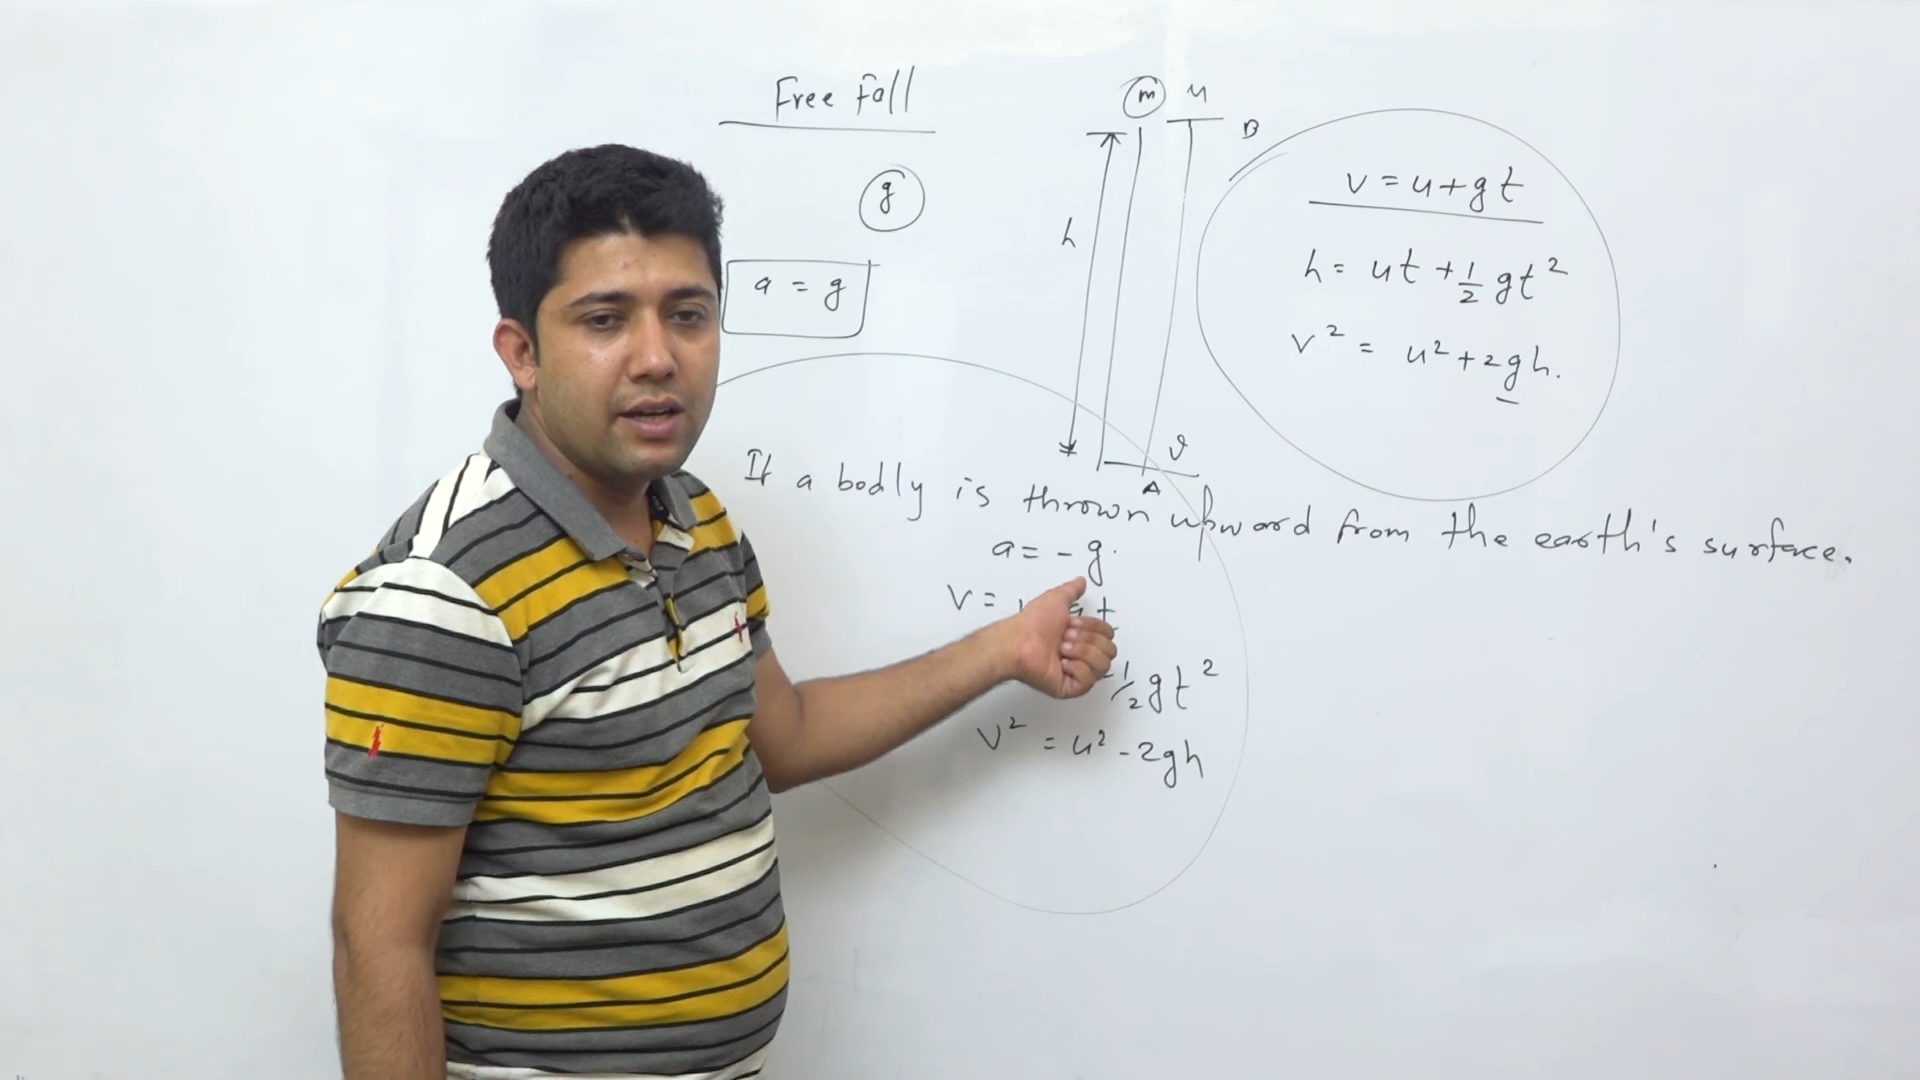 Free Fall
g
a = g
m u
B
h
v
A
v = u + gt
h = ut + 1/2 gt²
v² = u² + 2gh.
If a bodly is thrown upward from the earth's surface.
a = - g.
v =
1/2 gt²
v² = u² - 2gh